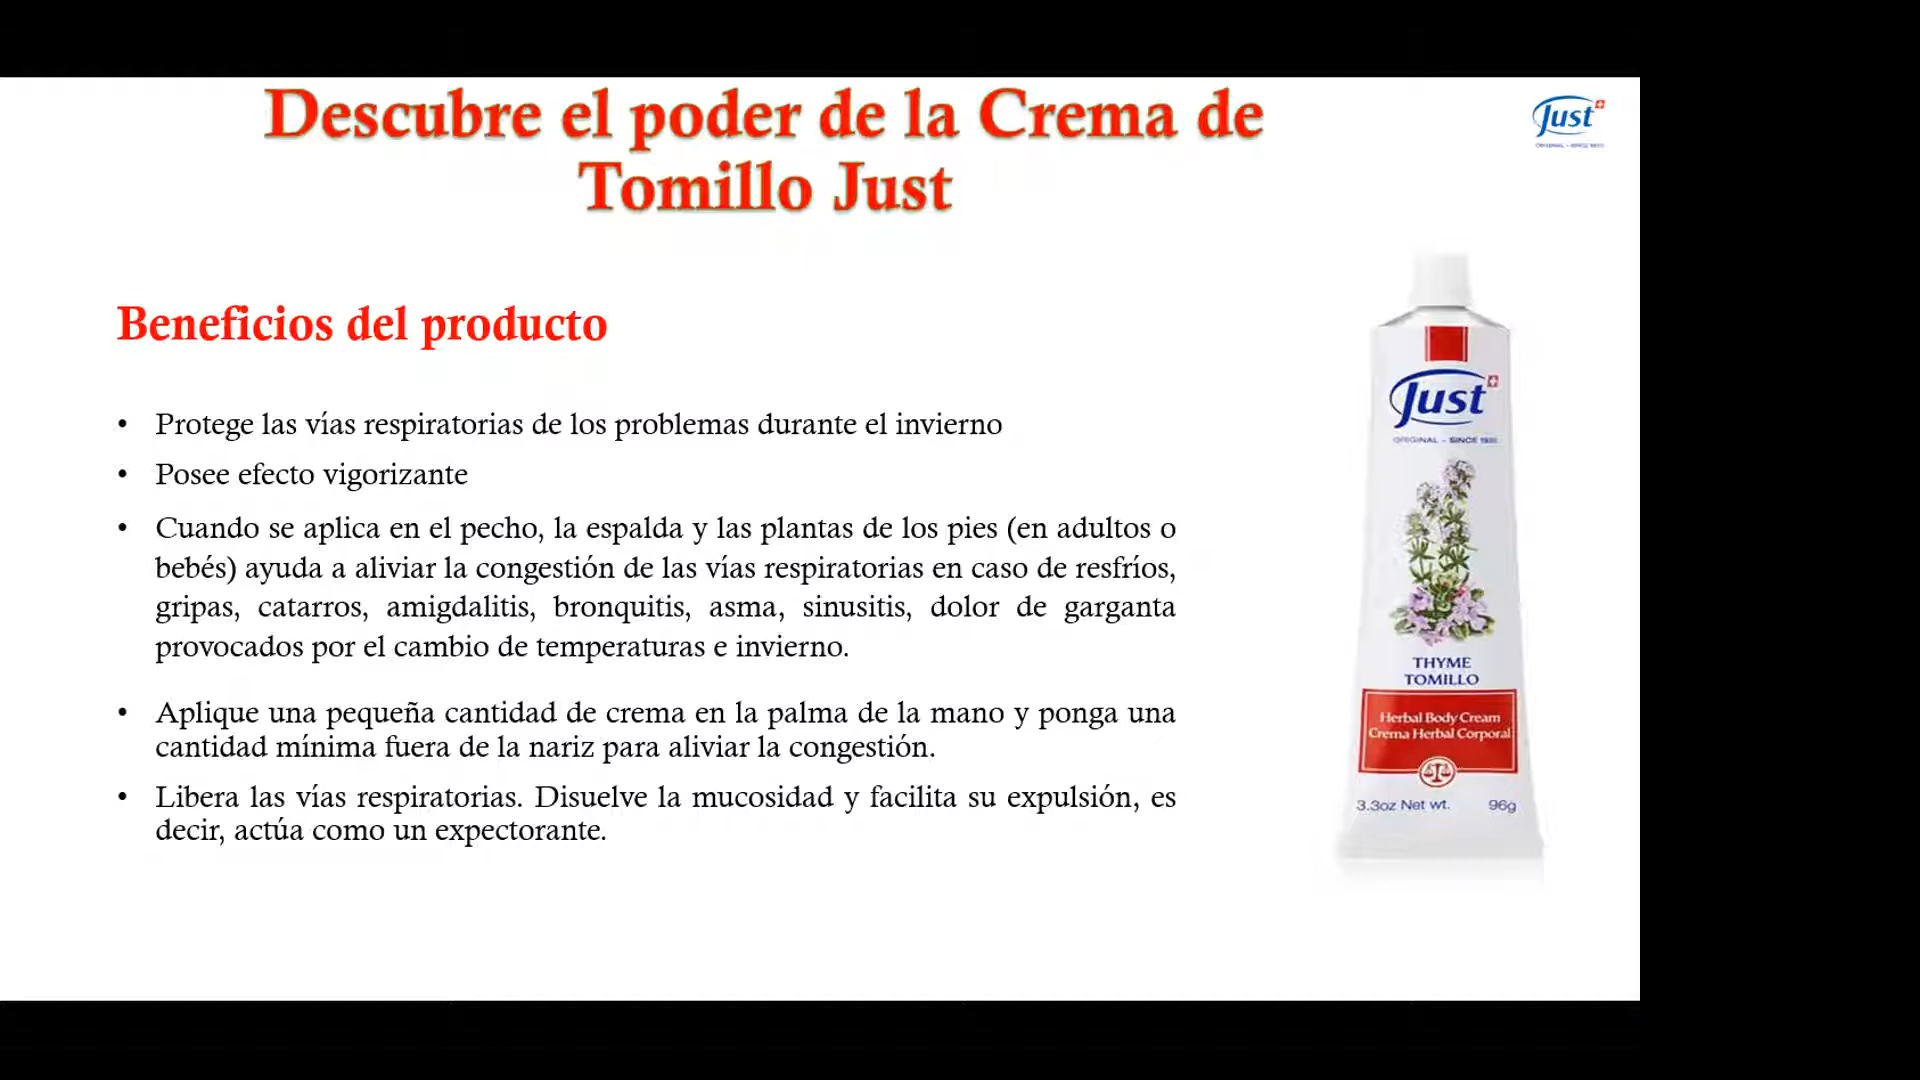 Descubre el poder de la Crema de
Tomillo Just
Just
ORIGINAL - SINCE 1930
Beneficios del producto
• Protege las vías respiratorias de los problemas durante el invierno
• Posee efecto vigorizante
• Cuando se aplica en el pecho, la espalda y las plantas de los pies (en adultos o
bebés) ayuda a aliviar la congestión de las vías respiratorias en caso de resfríos,
gripas, catarros, amigdalitis, bronquitis, asma, sinusitis, dolor de garganta
provocados por el cambio de temperaturas e invierno.
• Aplique una pequeña cantidad de crema en la palma de la mano y ponga una
cantidad mínima fuera de la nariz para aliviar la congestión.
• Libera las vías respiratorias. Disuelve la mucosidad y facilita su expulsión, es
decir, actúa como un expectorante.
Just
ORIGINAL - SINCE 1930
THYME
TOMILLO
Herbal Body Cream
Crema Herbal Corporal
3.3oz Net wt. 96g